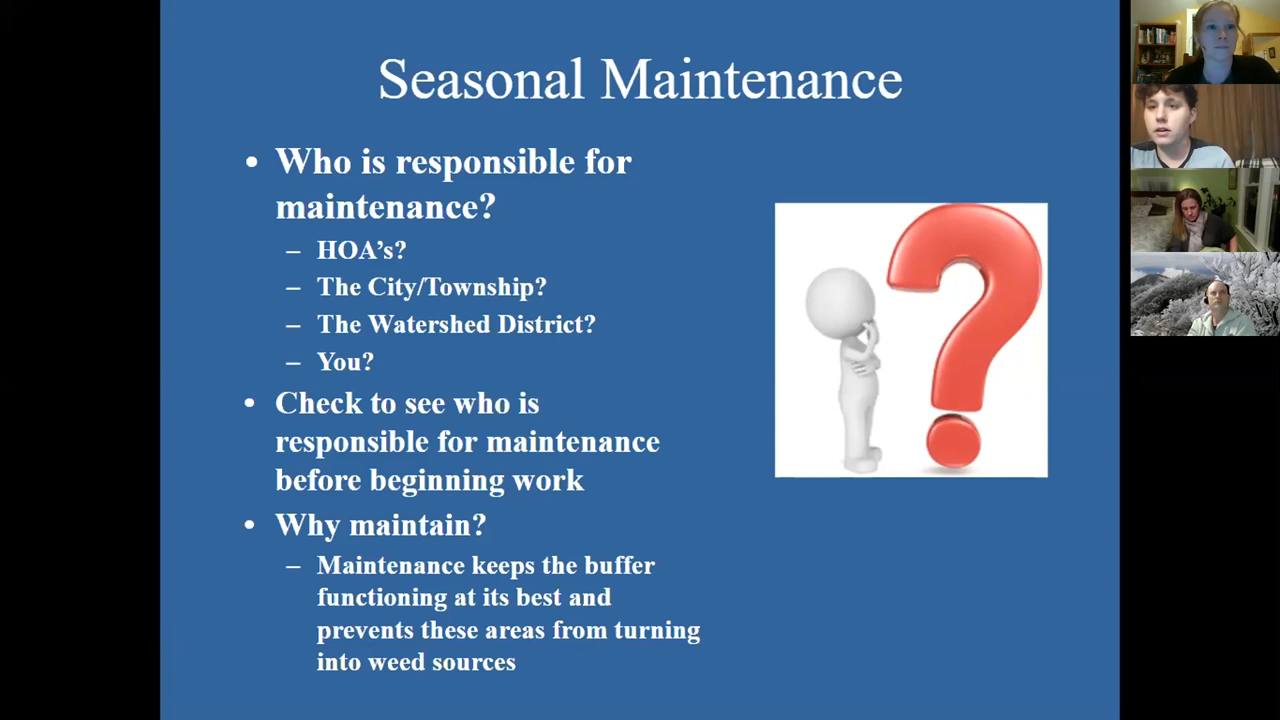 Seasonal Maintenance
• Who is responsible for
maintenance?
– HOA's?
– The City/Township?
– The Watershed District?
– You?
• Check to see who is
responsible for maintenance
before beginning work
• Why maintain?
– Maintenance keeps the buffer
functioning at its best and
prevents these areas from turning
into weed sources